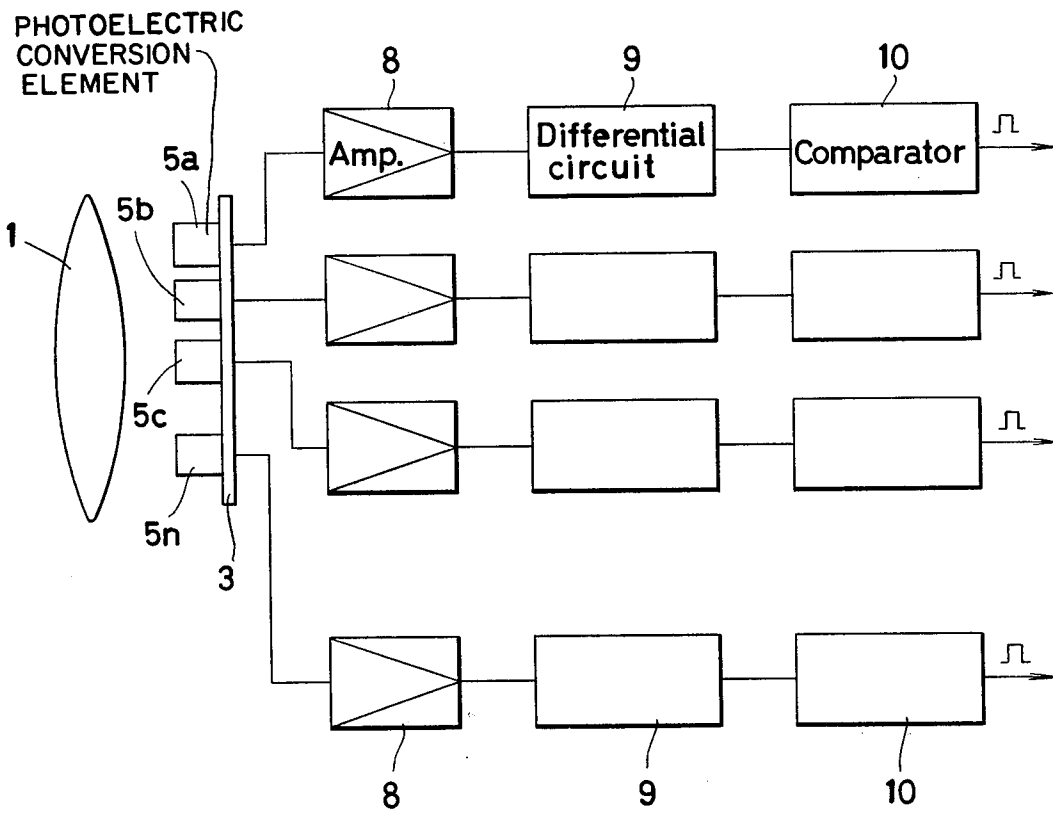 PHOTOELECTRIC
CONVERSION
ELEMENT
8
9
10
5a
Amp.
Differential
circuit
Comparator
5b
1
5c
5n
3
8
9
10